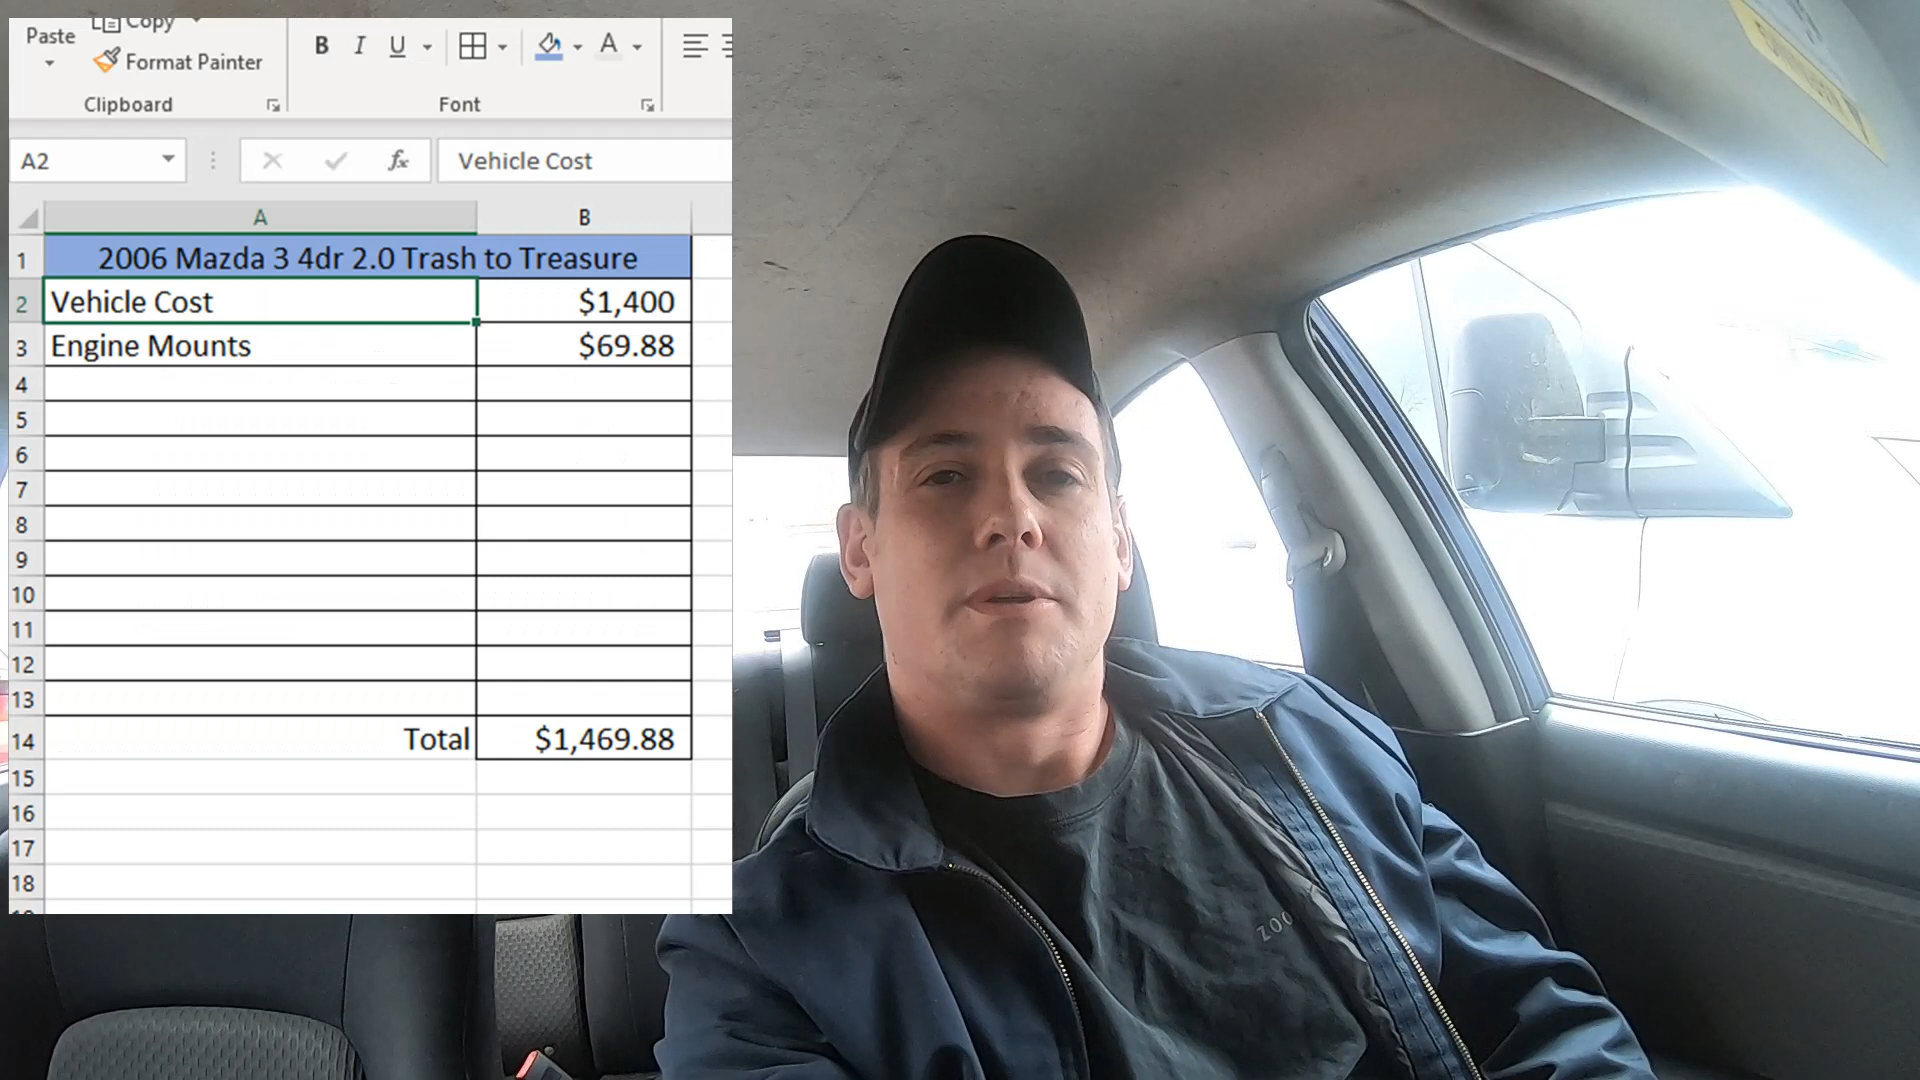 Paste
Copy
Format Painter
Clipboard
B I U
A
Font
A2
fx
Vehicle Cost
A B
1 2006 Mazda 3 4dr 2.0 Trash to Treasure
2 Vehicle Cost $1,400
3 Engine Mounts $69.88
4
5
6
7
8
9
10
11
12
13
14 Total $1,469.88
15
16
17
18
ZOO